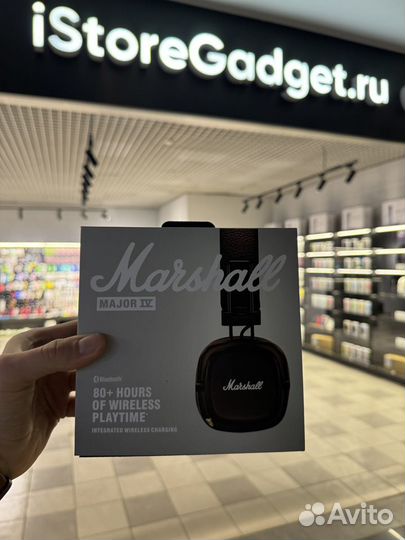 iStoreGadget.ru
Marshall
MAJOR IV
Bluetooth
80+ HOURS
OF WIRELESS
PLAYTIME
INTEGRATED WIRELESS CHARGING
Marshall
Avito